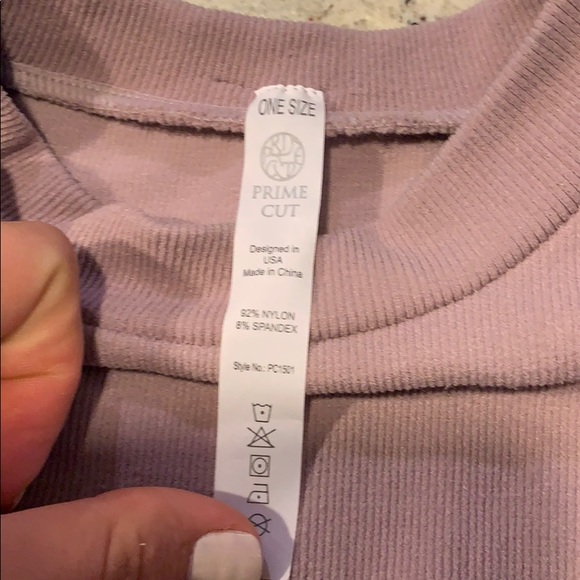 ONE SIZE
PRIME
CUT
Designed in
USA
Made in China
92% NYLON
8% SPANDEX
Style No.: PC1501